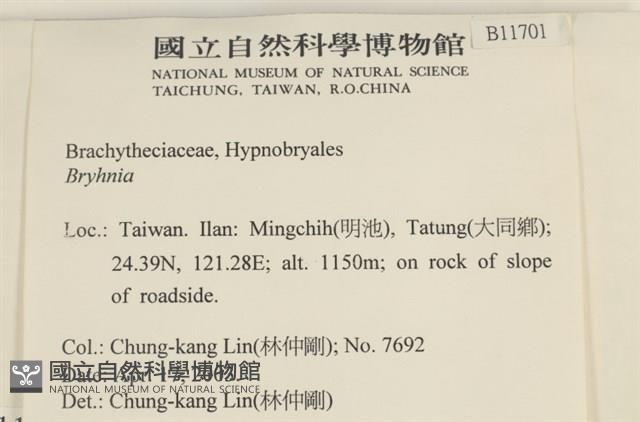 國立自然科學博物館
B11701
NATIONAL MUSEUM OF NATURAL SCIENCE
TAICHUNG, TAIWAN, R.O.CHINA
Brachytheciaceae, Hypnobryales
Bryhnia
Loc.: Taiwan. Ilan: Mingchih(明池), Tatung(大同鄉);
24.39N, 121.28E; alt. 1150m; on rock of slope
of roadside.
Col.: Chung-kang Lin(林仲剛); No. 7692
國立自然科學博物館
Date: Apr
NATIONAL MUSEUM OF NATURAL SCIENCE
Det.: Chung-kang Lin(林仲剛)